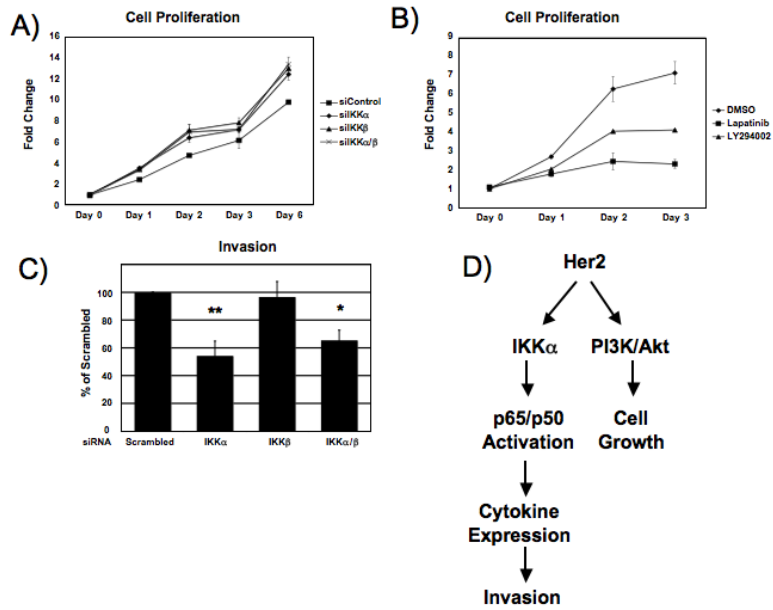 A)
Cell Proliferation
Fold Change
16
14
12
10
8
6
4
2
0
Day 0 Day 1 Day 2 Day 3 Day 6
siControl
siIKKα
siIKKβ
siIKKα/β
B)
Cell Proliferation
Fold Change
9
8
7
6
5
4
3
2
1
0
Day 0 Day 1 Day 2 Day 3
DMSO
Lapatinib
LY294002
C)
Invasion
% of Scrambled
100
80
60
40
20
0
**
*
siRNA Scrambled IKKα IKKβ IKKα/β
D)
Her2
IKKα PI3K/Akt
p65/p50 Cell
Activation Growth
Cytokine
Expression
Invasion